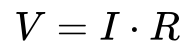 V = I · R